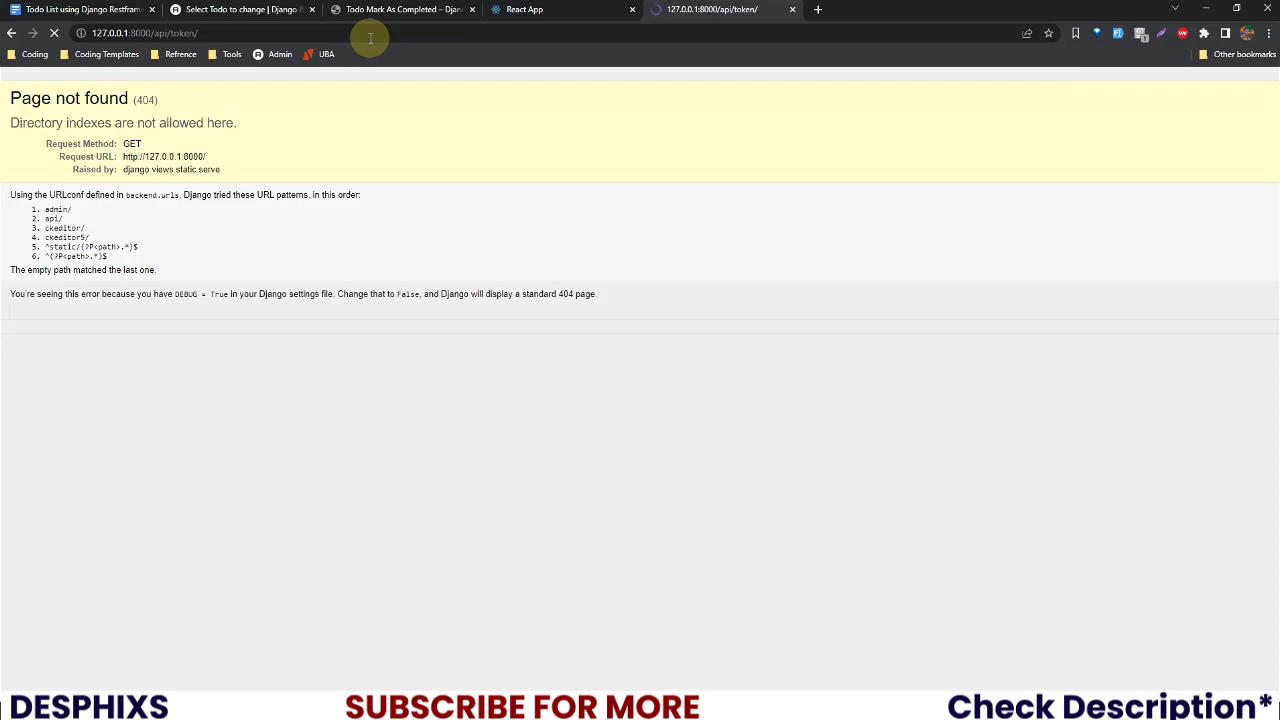 Todo List using Django Restframe
Select Todo to change | Django S
Todo Mark As Completed – Djan
React App
127.0.0.1:8000/api/token/
127.0.0.1:8000/api/token/
Coding
Coding Templates
Refrence
Tools
Admin
UBA
Other bookmarks
Page not found (404)
Directory indexes are not allowed here.
Request Method: GET
Request URL: http://127.0.0.1:8000/
Raised by: django.views.static.serve
Using the URLconf defined in backend.urls, Django tried these URL patterns, in this order:
1. admin/
2. api/
3. ckeditor/
4. ckeditor5/
5. ^static/(?P<path>.*)$
6. ^(?P<path>.*)$
The empty path matched the last one.
You're seeing this error because you have DEBUG = True in your Django settings file. Change that to False, and Django will display a standard 404 page.
DESPHIXS
SUBSCRIBE FOR MORE
Check Description*